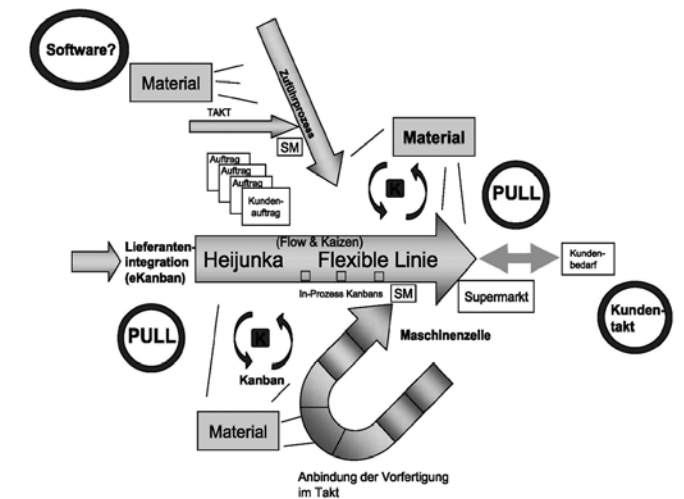 Software?
Material
Zuführprozess
TAKT
SM
Material
Auftrag
Auftrag
Auftrag
Kunden-
auftrag
K
PULL
(Flow & Kaizen)
Lieferanten-
integration
(eKanban)
Heijunka Flexible Linie
Kunden-
bedarf
In-Prozess Kanbans
SM
Supermarkt
Kunden-
takt
PULL
K
Kanban
Maschinenzelle
Material
Anbindung der Vorfertigung
im Takt